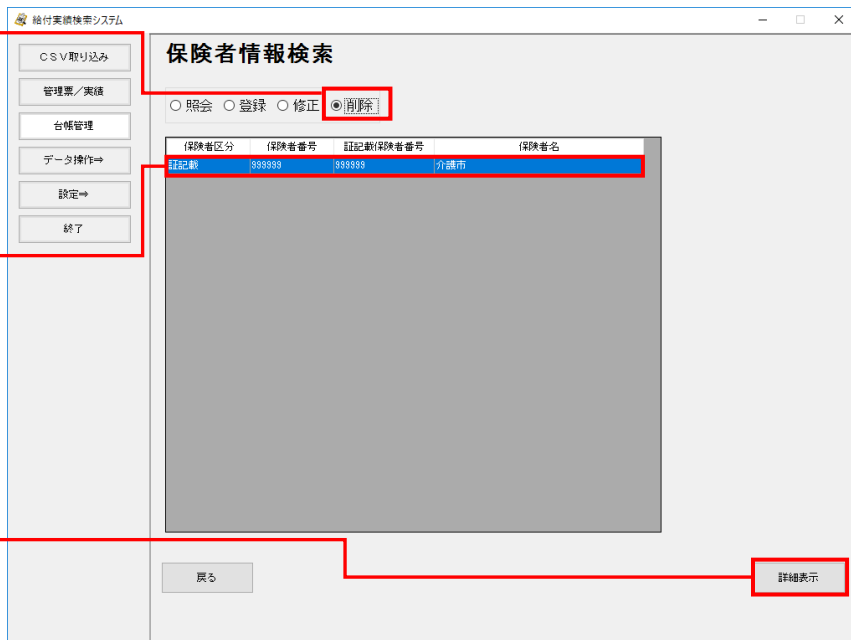 給付実績検索システム
CSV取り込み
管理票／実績
台帳管理
データ操作⇒
設定⇒
終了
保険者情報検索
照会 登録 修正 削除
保険者区分 保険者番号 証記載保険者番号 保険者名
証記載 999999 999999 介護市
戻る
詳細表示